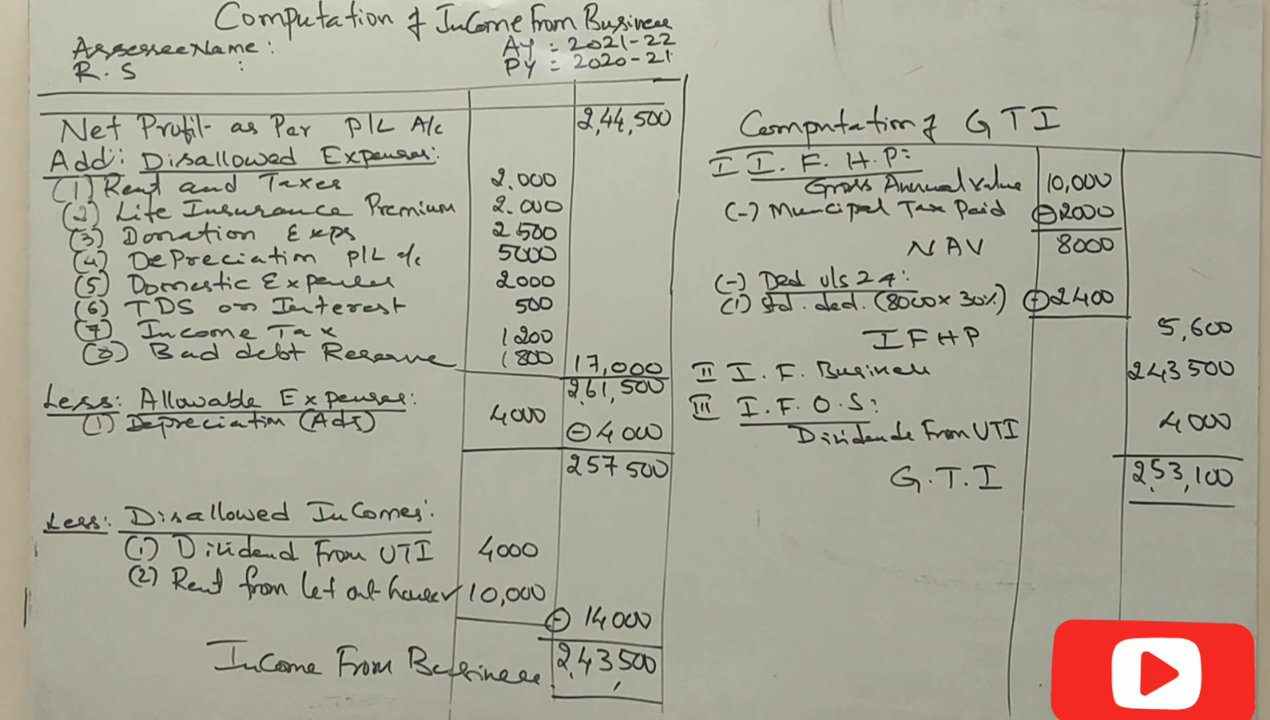 Computation of Income From Business
Assessee Name :
AY : 2021-22
R. S :
PY : 2020-21
Net Profit as Per P/L A/c 2,44,500
Add: Disallowed Expenses:
(1) Rent and Taxes 2.000
(2) Life Insurance Premium 2.000
(3) Donation Exps 2500
(4) Depreciation P/L a/c 5000
(5) Domestic Expenses 2000
(6) TDS on Interest 500
(7) Income Tax 1200
(8) Bad debt Reserve 1800 17,000
261,500
Less: Allowable Expenses:
(1) Depreciation (Adj) 4000
(-) 4000
257500
Less: Disallowed Incomes:
(1) Dividend From UTI 4000
(2) Rent from let out house 10,000
(-) 14000
Income From Business 2,43,500
Computation of GTI
I I. F. H. P:
Gross Annual Value 10,000
(-) Muncipal Tax Paid (-) 2000
NAV 8000
(-) Ded u/s 24:
(1) Std. ded. (8000 x 30%) (-) 2400
IFHP 5,600
II I. F. Business 243500
III I. F. O. S:
Dividends From UTI 4000
G. T. I 2,53,100